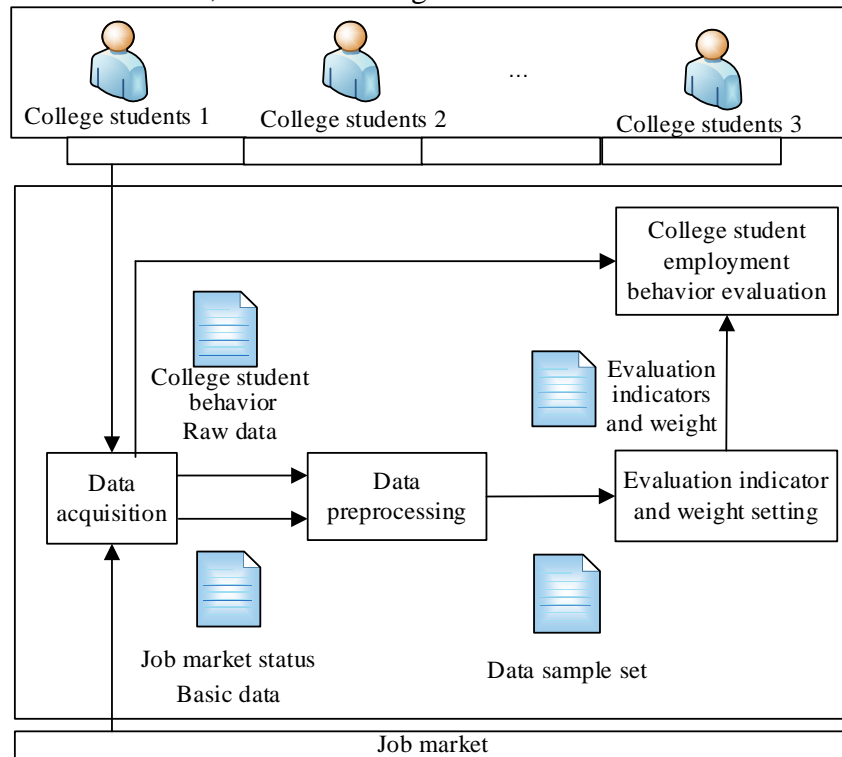 ...
College students 1
College students 2
College students 3
College student
employment
behavior evaluation
College student
behavior
Raw data
Evaluation
indicators
and weight
Data
acquisition
Data
preprocessing
Evaluation indicator
and weight setting
Job market status
Basic data
Data sample set
Job market